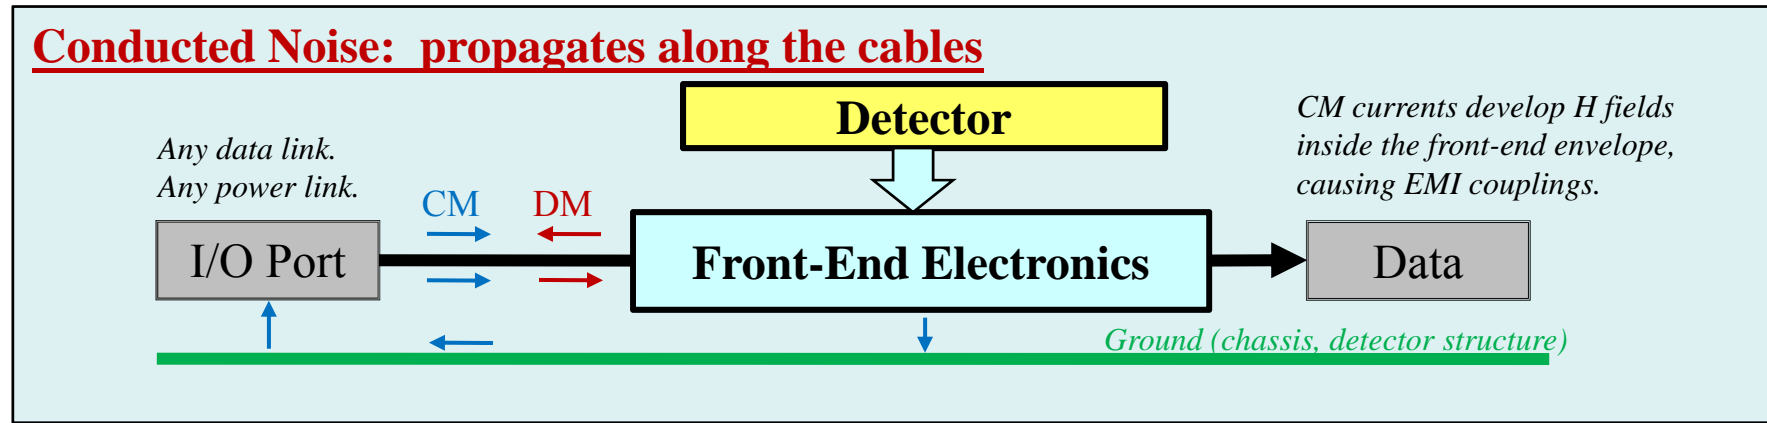 Conducted Noise: propagates along the cables
Detector
CM currents develop H fields
inside the front-end envelope,
causing EMI couplings.
Any data link.
Any power link.
CM
DM
I/O Port
Front-End Electronics
Data
Ground (chassis, detector structure)